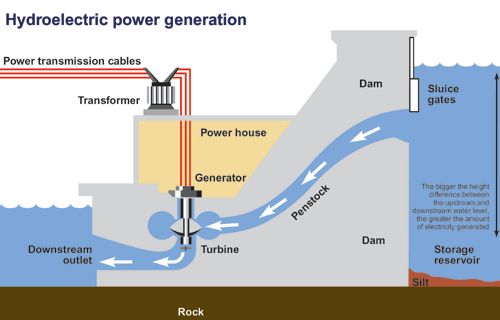 Hydroelectric power generation
Power transmission cables
Transformer
Dam
Sluice
gates
Power house
Generator
The bigger the height
difference between
the upstream and
downstream water level,
the greater the amount
of electricity generated
Penstock
Downstream
outlet
Turbine
Dam
Storage
reservoir
Silt
Rock